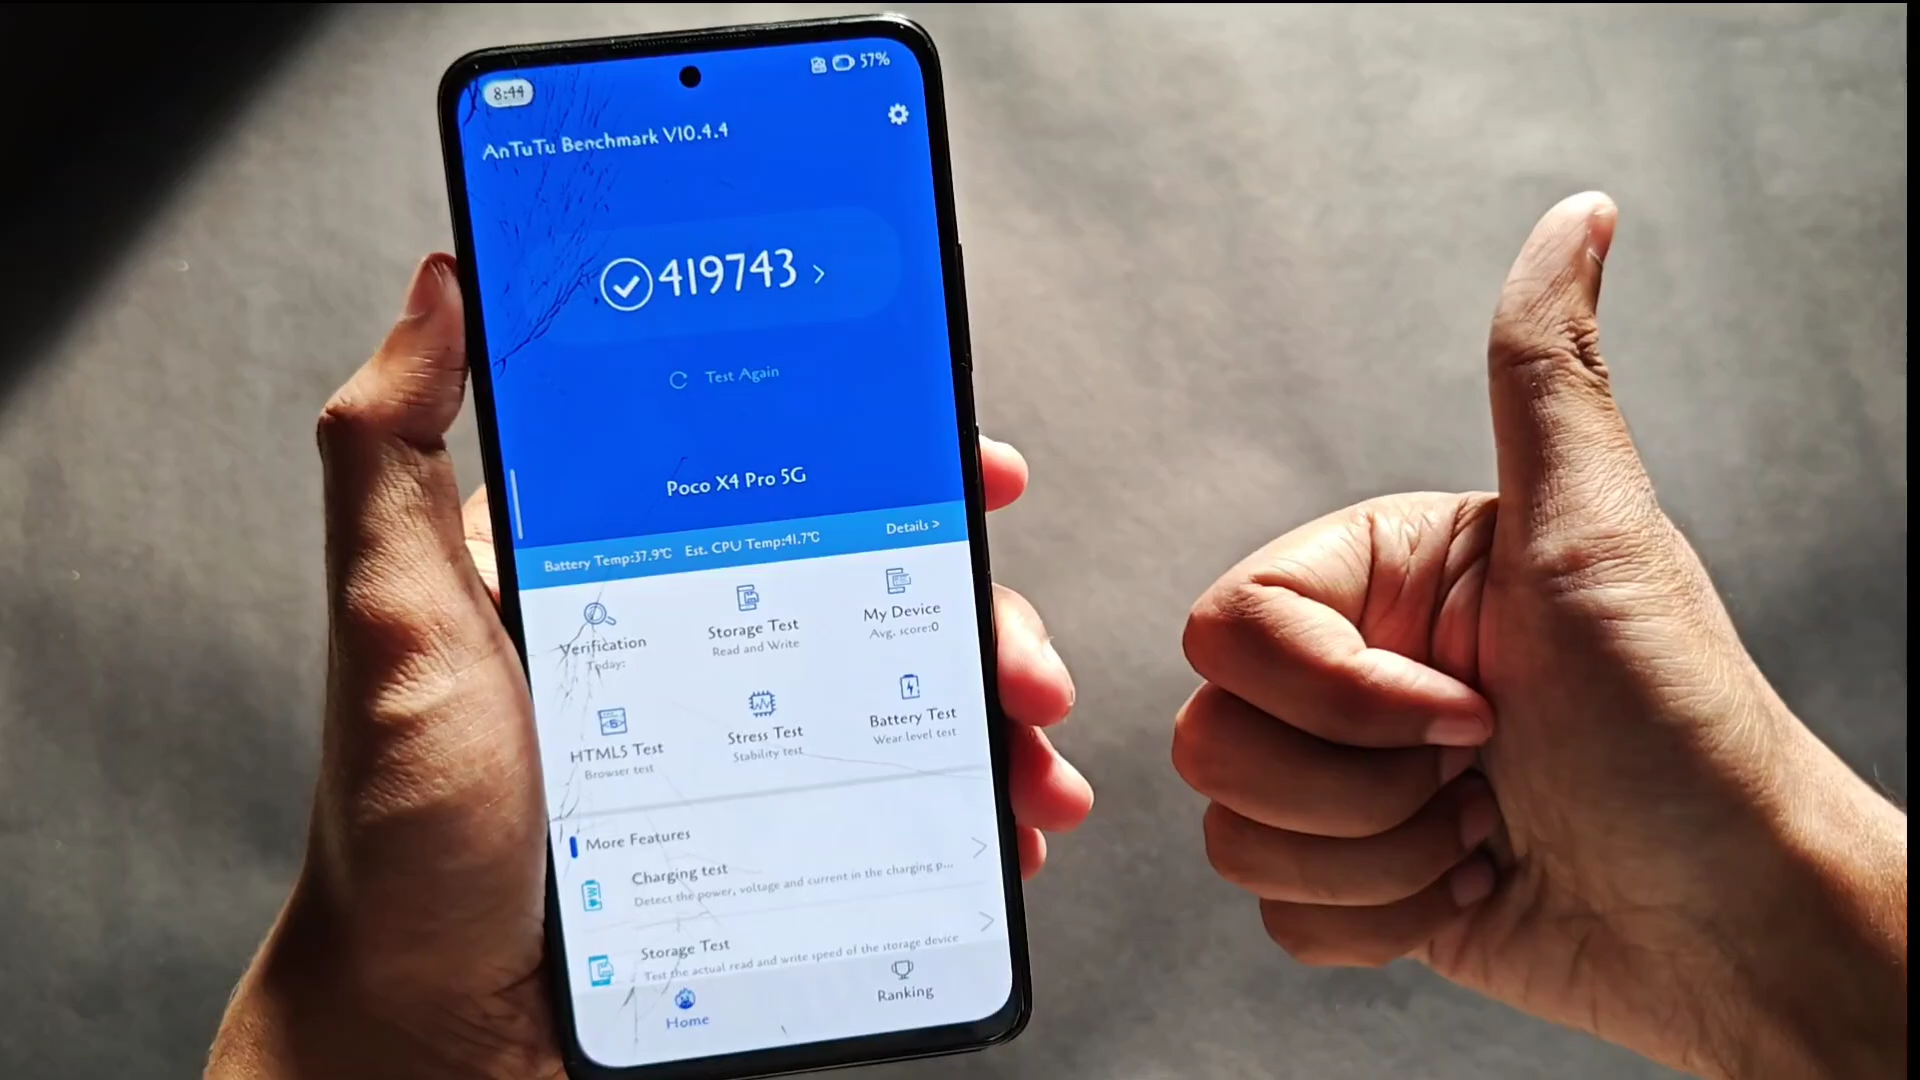 8:44
57%
AnTuTu Benchmark V10.4.4
419743 >
Test Again
Poco X4 Pro 5G
Battery Temp:37.9℃ Est. CPU Temp:41.7℃ Details >
Verification
Today:
Storage Test
Read and Write
My Device
Avg. score:0
HTML5 Test
Browser test
Stress Test
Stability test
Battery Test
Wear level test
More Features
Charging test
Detect the power, voltage and current in the charging p...
Storage Test
Test the actual read and write speed of the storage device
Home
Ranking